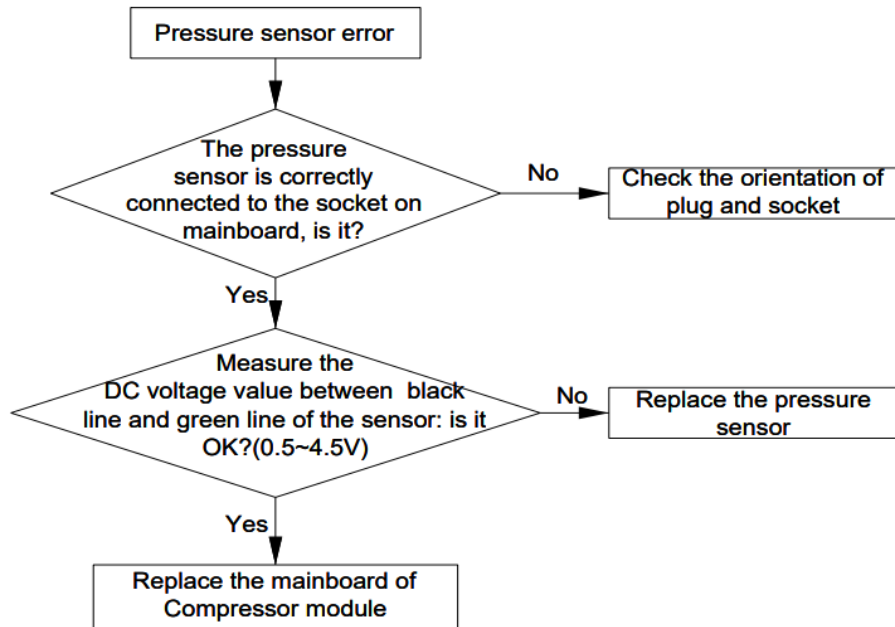 Pressure sensor error
The pressure
sensor is correctly
connected to the socket on
mainboard, is it?
No
Check the orientation of
plug and socket
Yes
Measure the
DC voltage value between black
line and green line of the sensor: is it
OK?(0.5~4.5V)
No
Replace the pressure
sensor
Yes
Replace the mainboard of
Compressor module